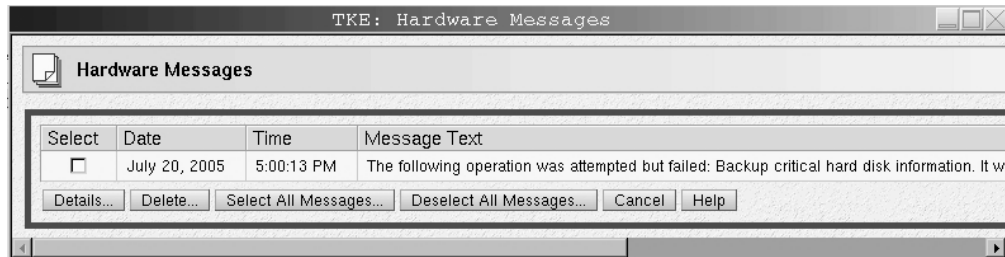 TKE: Hardware Messages
Hardware Messages
Select Date Time Message Text
July 20, 2005 5:00:13 PM The following operation was attempted but failed: Backup critical hard disk information. It w
Details... Delete... Select All Messages... Deselect All Messages... Cancel Help